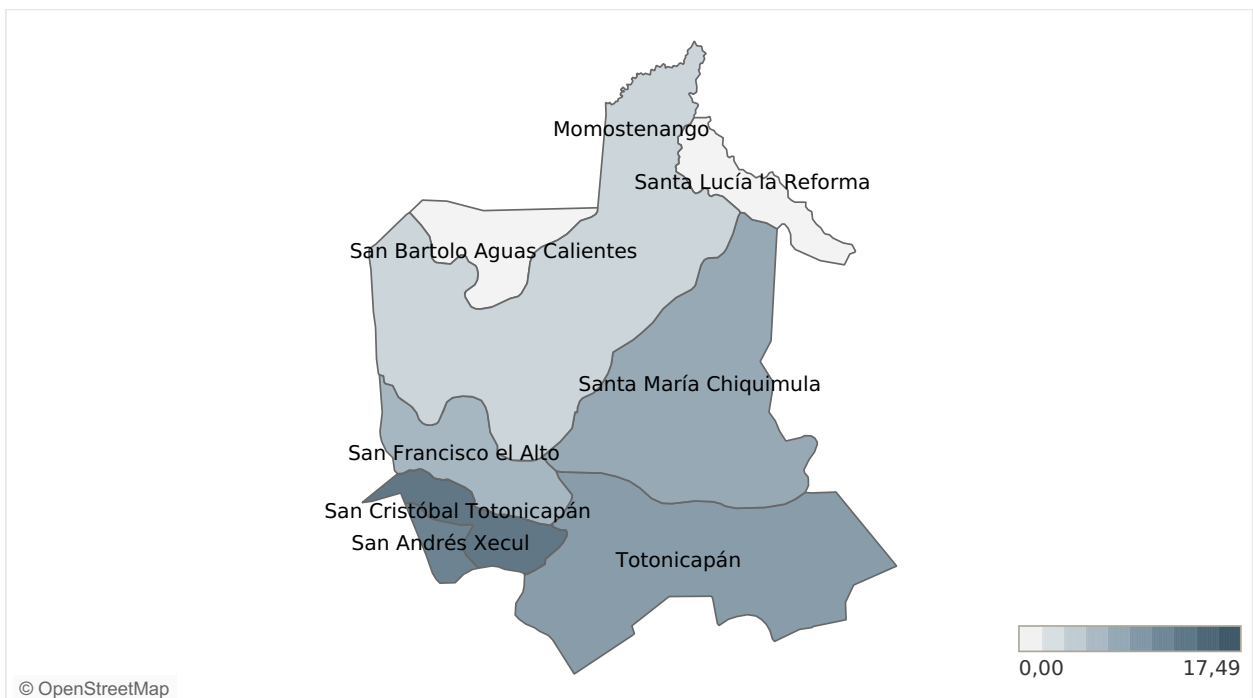 Momostenango
Santa Lucía la Reforma
San Bartolo Aguas Calientes
Santa María Chiquimula
San Francisco el Alto
San Cristóbal Totonicapán
San Andrés Xecul
Totonicapán
0,00 17,49
© OpenStreetMap